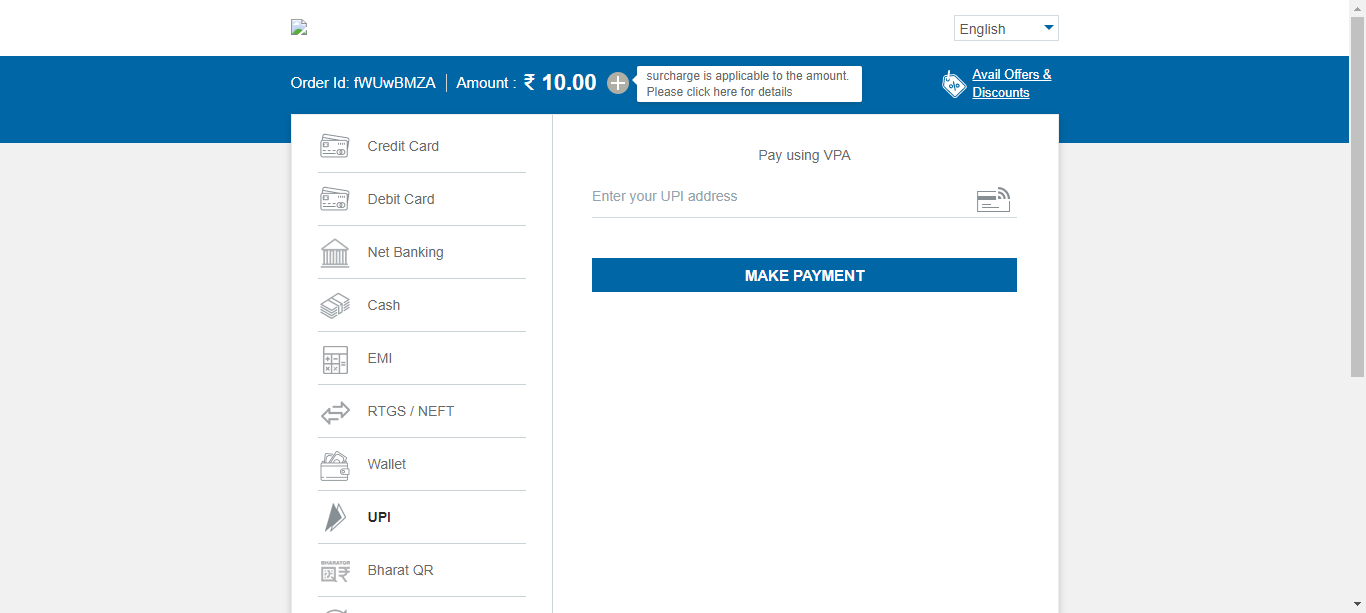 English
Order Id: fWUwBMZA
Amount : ₹ 10.00
surcharge is applicable to the amount.
Please click here for details
Avail Offers &
Discounts
Credit Card
Debit Card
Net Banking
Cash
EMI
RTGS / NEFT
Wallet
UPI
BHARATQR
Bharat QR
Pay using VPA
Enter your UPI address
MAKE PAYMENT